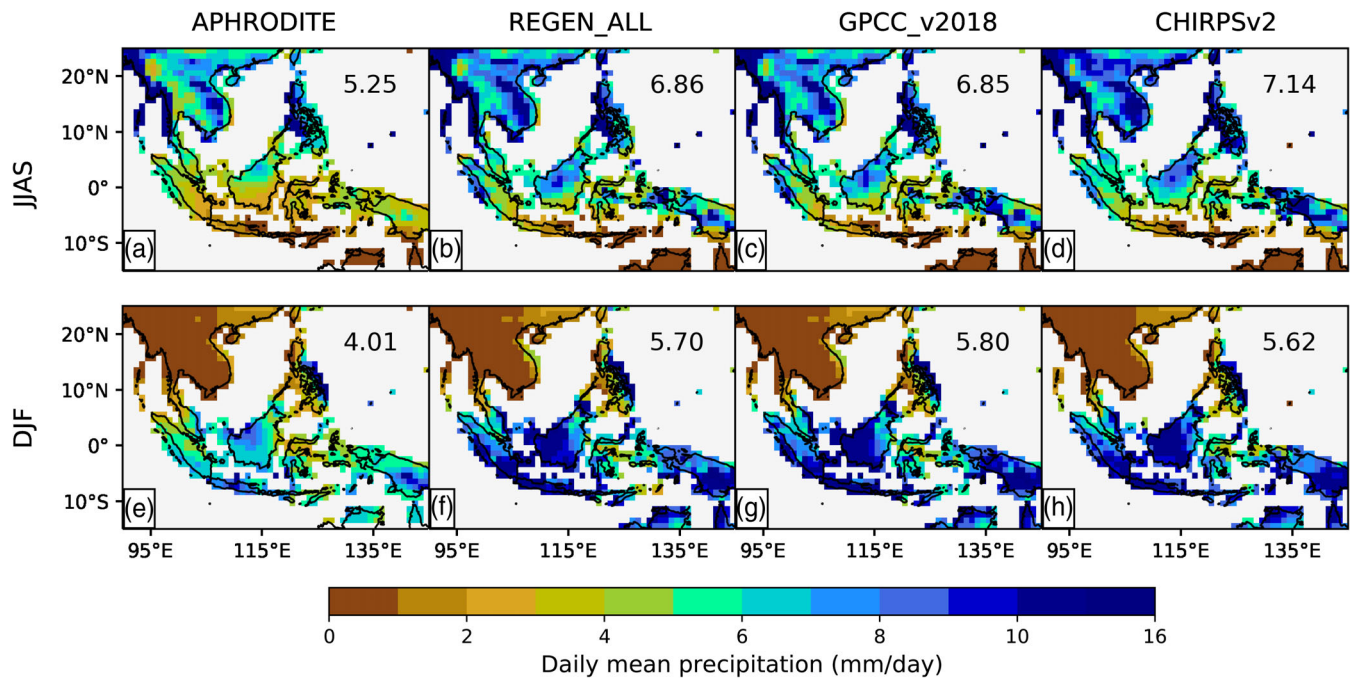 APHRODITE REGEN_ALL GPCC_v2018 CHIRPSv2
JJAS
20°N
10°N
0°
10°S
5.25 6.86 6.85 7.14
(a) (b) (c) (d)
DJF
20°N
10°N
0°
10°S
4.01 5.70 5.80 5.62
(e) (f) (g) (h)
95°E 115°E 135°E 95°E 115°E 135°E 95°E 115°E 135°E 95°E 115°E 135°E
0 2 4 6 8 10 16
Daily mean precipitation (mm/day)